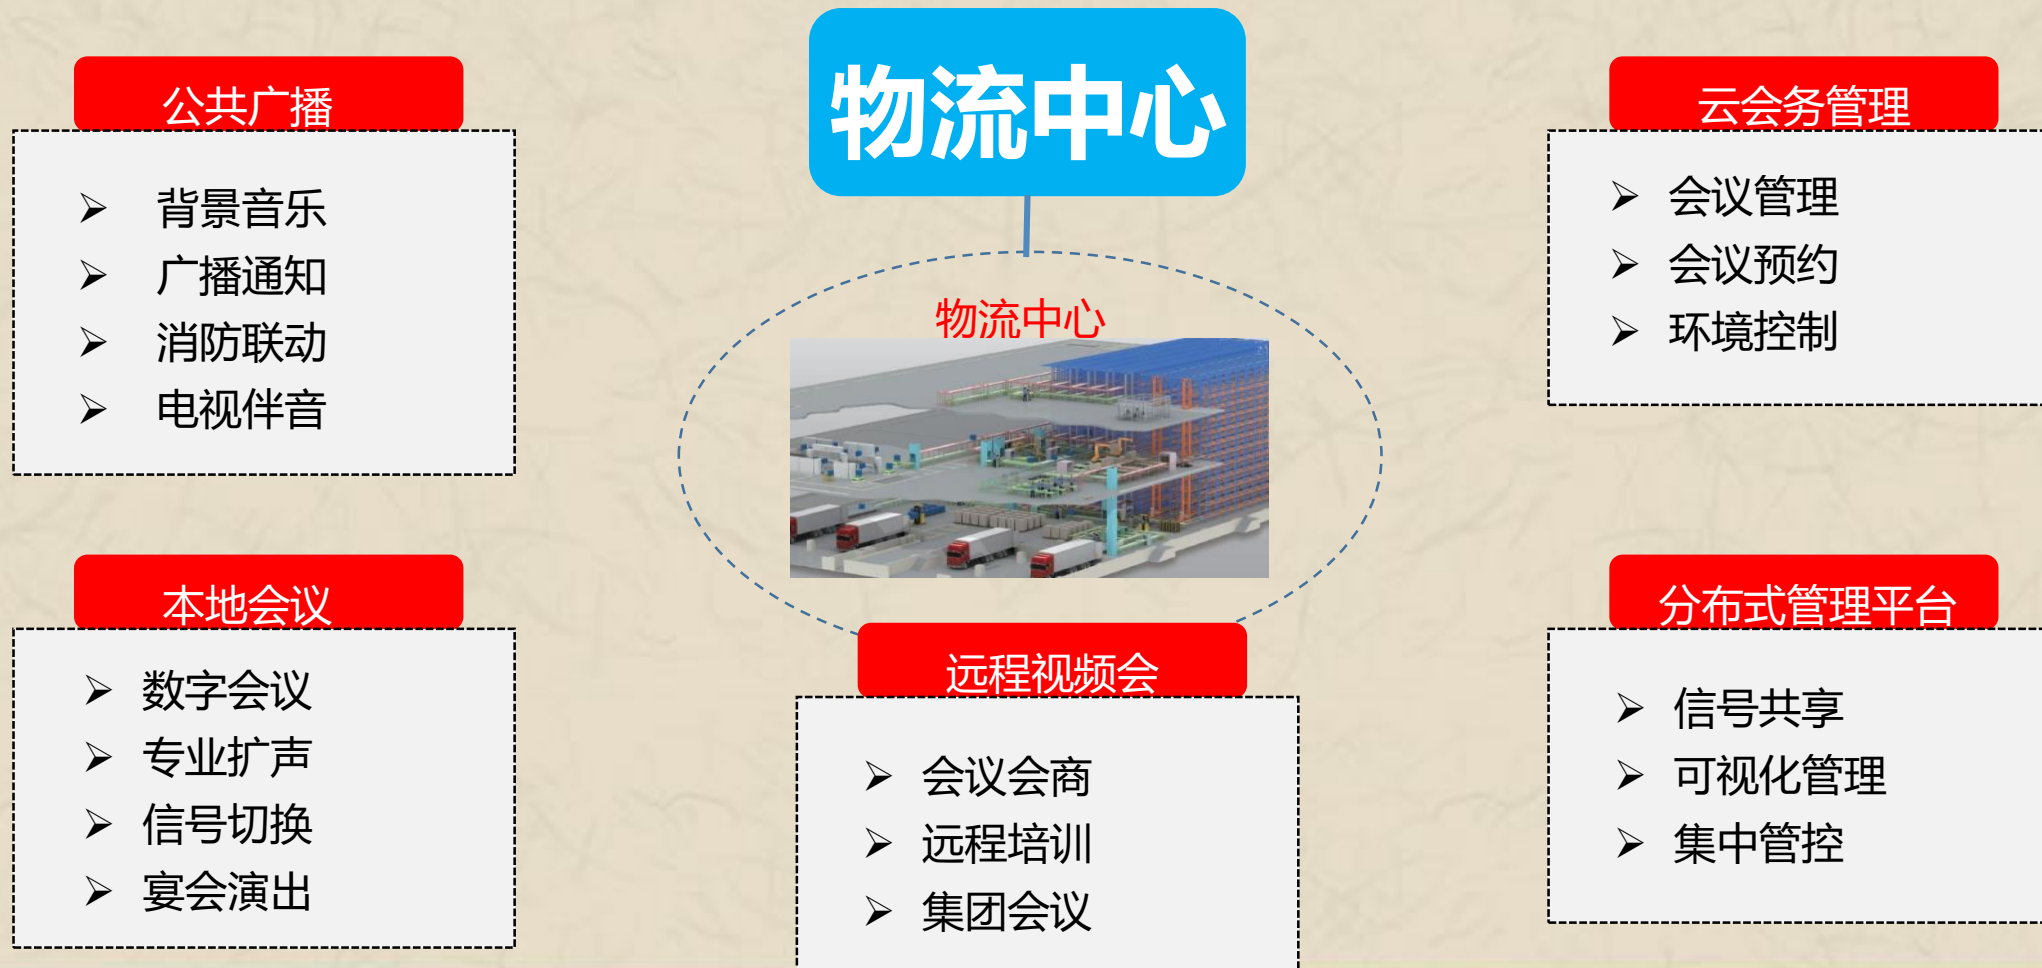 物流中心
公共广播
背景音乐
广播通知
消防联动
电视伴音
云会务管理
会议管理
会议预约
环境控制
物流中心
本地会议
数字会议
专业扩声
信号切换
宴会演出
远程视频会
会议会商
远程培训
集团会议
分布式管理平台
信号共享
可视化管理
集中管控